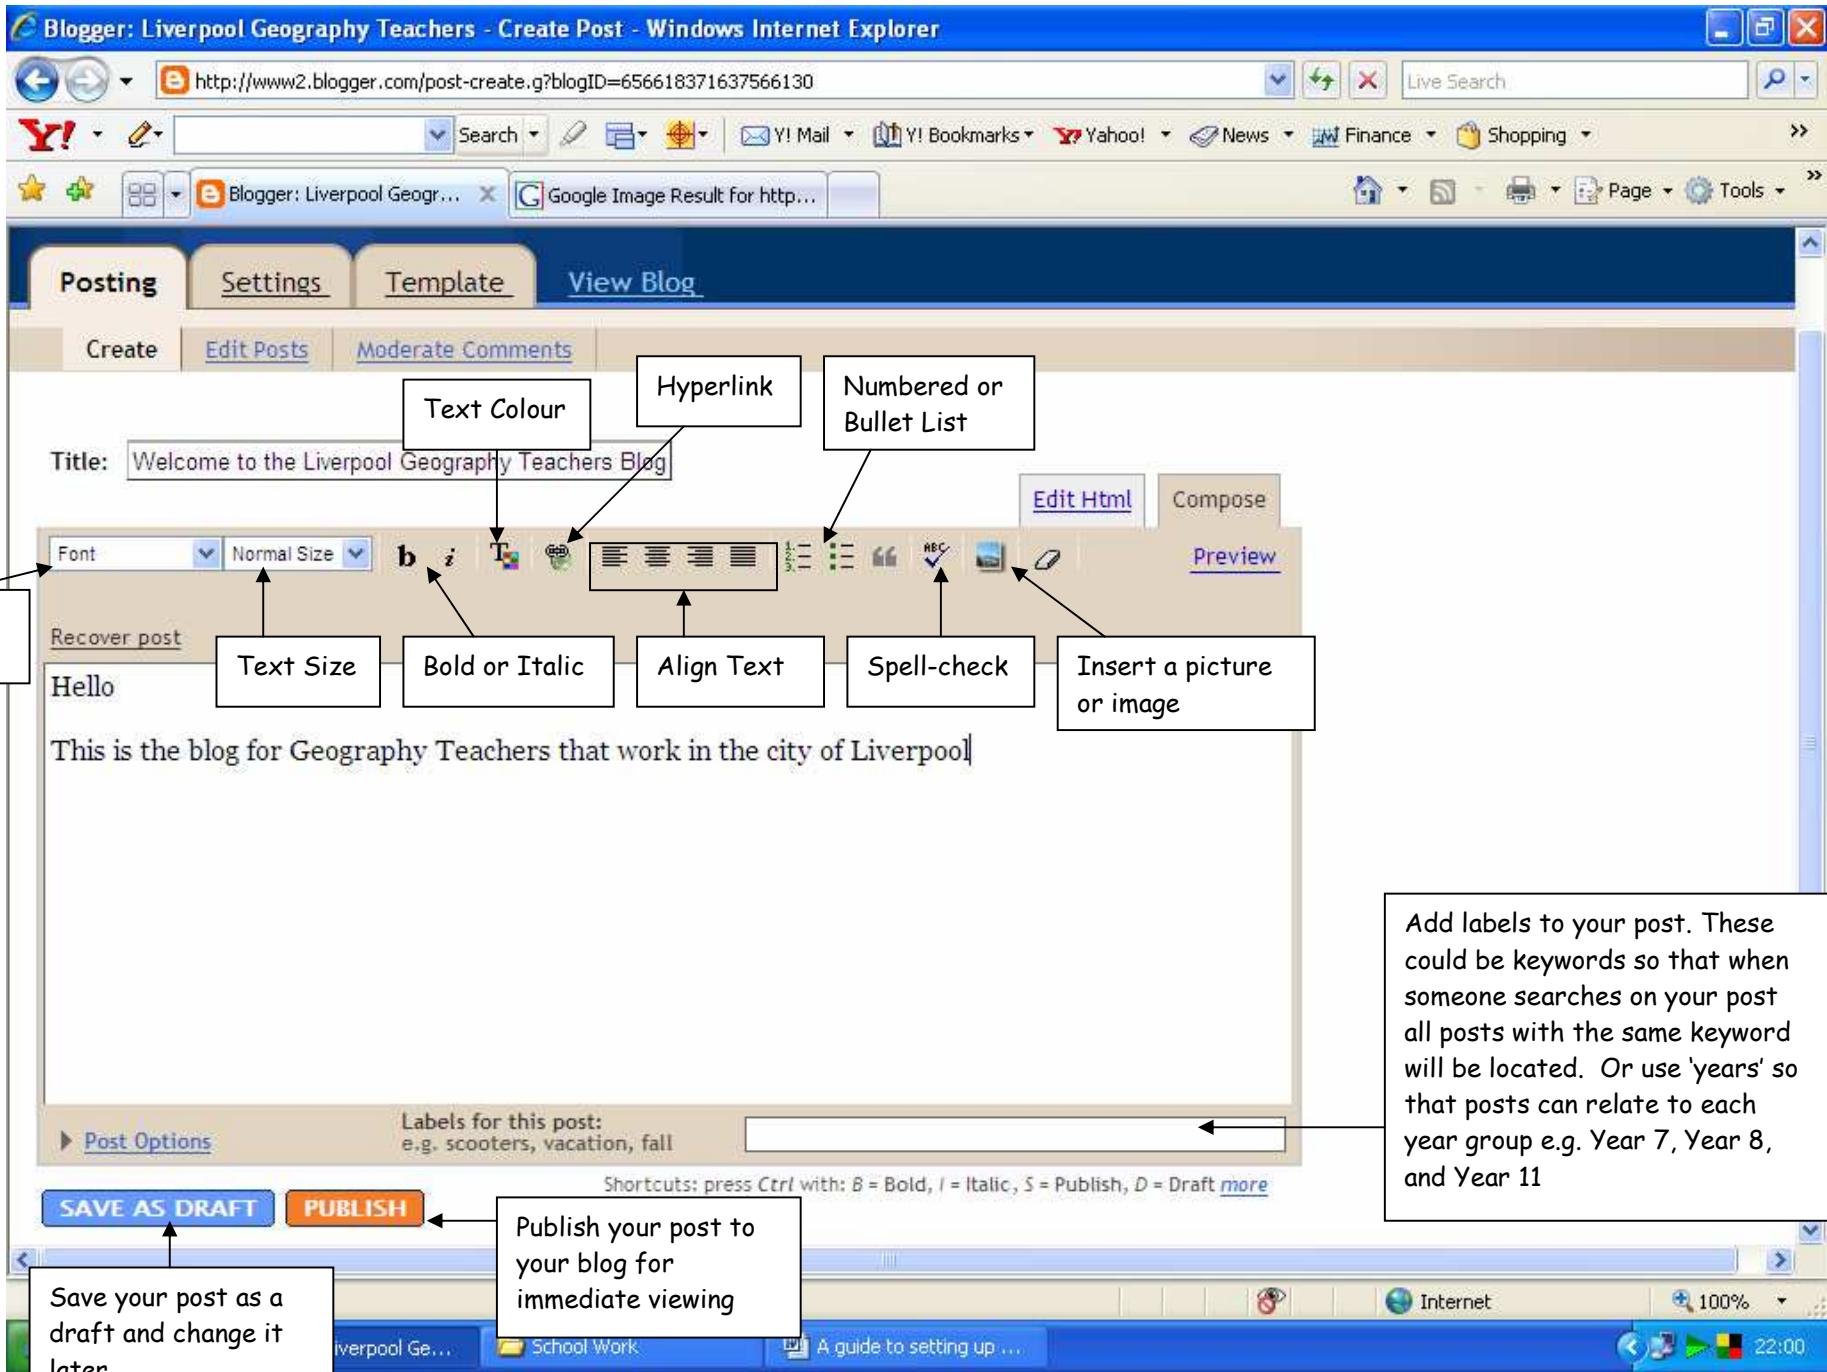 Blogger: Liverpool Geography Teachers - Create Post - Windows Internet Explorer
http://www2.blogger.com/post-create.g?blogID=656618371637566130
Live Search
Y! Search Y! Mail Y! Bookmarks Yahoo! News Finance Shopping >>
Blogger: Liverpool Geogr... Google Image Result for http... Page Tools >>
Posting Settings Template View Blog
Create Edit Posts Moderate Comments
Text Colour
Hyperlink
Numbered or
Bullet List
Title: Welcome to the Liverpool Geography Teachers Blog
Edit Html Compose
Font Normal Size b i Preview
Recover post
Text Size
Bold or Italic
Align Text
Spell-check
Insert a picture
or image
Hello
This is the blog for Geography Teachers that work in the city of Liverpool
Add labels to your post. These
could be keywords so that when
someone searches on your post
all posts with the same keyword
will be located. Or use ‘years’ so
that posts can relate to each
year group e.g. Year 7, Year 8,
and Year 11
Post Options
Labels for this post:
e.g. scooters, vacation, fall
Shortcuts: press Ctrl with: B = Bold, I = Italic, S = Publish, D = Draft more
SAVE AS DRAFT PUBLISH
Publish your post to
your blog for
immediate viewing
Save your post as a
draft and change it
later
Internet 100%
iverpool Ge... School Work A guide to setting up ... 22:00